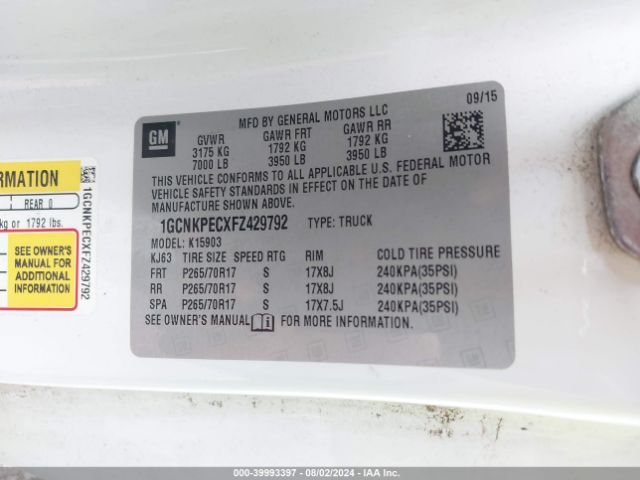 GM
MFD BY GENERAL MOTORS LLC
09/15
GVWR GAWR FRT GAWR RR
3175 KG 1792 KG 1792 KG
7000 LB 3950 LB 3950 LB
THIS VEHICLE CONFORMS TO ALL APPLICABLE U.S. FEDERAL MOTOR
VEHICLE SAFETY STANDARDS IN EFFECT ON THE DATE OF
MANUFACTURE SHOWN ABOVE.
1GCNKPECXFZ429792 TYPE: TRUCK
MODEL: K15903
KJ63 TIRE SIZE SPEED RTG RIM COLD TIRE PRESSURE
FRT P265/70R17 S 17X8J 240KPA(35PSI)
RR P265/70R17 S 17X8J 240KPA(35PSI)
SPA P265/70R17 S 17X7.5J 240KPA(35PSI)
SEE OWNER'S MANUAL FOR MORE INFORMATION.
REAR 0
kg or 1792 lbs.
SEE OWNER'S
MANUAL FOR
ADDITIONAL
INFORMATION
1GCNKPECXFZ429792
000-39993397 - 08/02/2024 - IAA Inc.